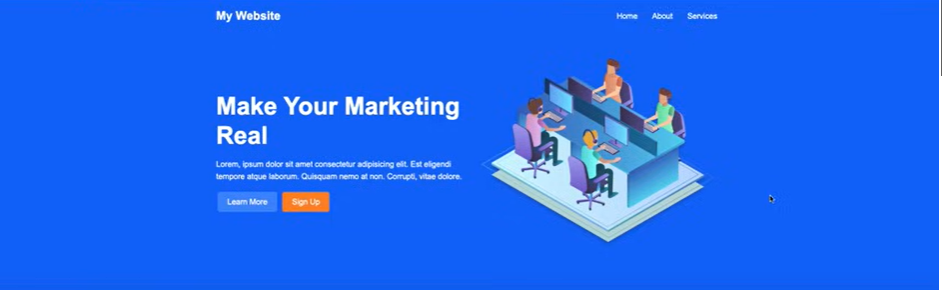 My Website
Home About Services
Make Your Marketing
Real
Lorem, ipsum dolor sit amet consectetur adipisicing elit. Est eligendi
tempore atque laborum. Quisquam nemo at non. Corrupti, vitae dolore.
Learn More Sign Up